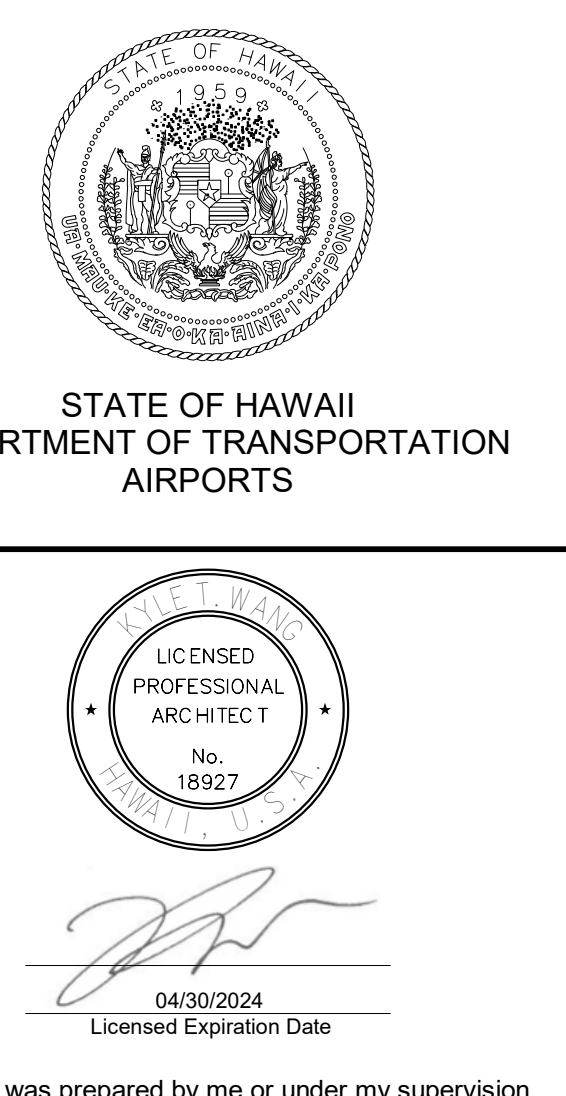 STATE OF HAWAII
1959
UA·MAU·KE·EA·O·KA·AINA·I·KA·PONO
STATE OF HAWAII
RTMENT OF TRANSPORTATION
AIRPORTS
KYLE T. WANG
LICENSED
PROFESSIONAL
ARCHITECT
No.
18927
HAWAII, U.S.A.
04/30/2024
Licensed Expiration Date
was prepared by me or under my supervision